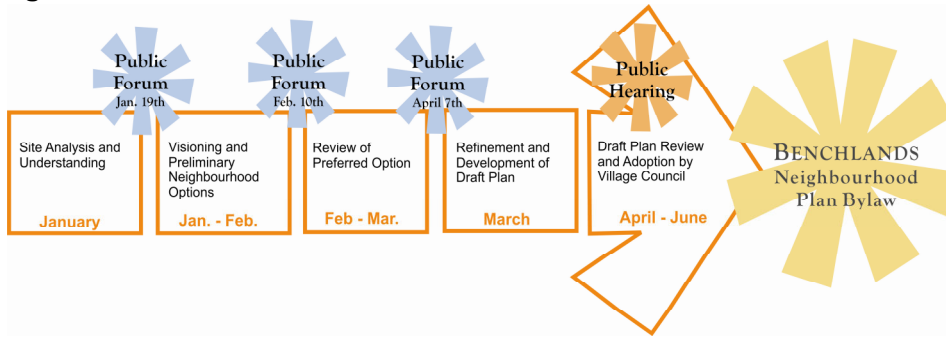 Public
Forum
Jan. 19th
Public
Forum
Feb. 10th
Public
Forum
April 7th
Public
Hearing
Site Analysis and
Understanding
January
Visioning and
Preliminary
Neighbourhood
Options
Jan. - Feb.
Review of
Preferred Option
Feb - Mar.
Refinement and
Development of
Draft Plan
March
Draft Plan Review
and Adoption by
Village Council
April - June
BENCHLANDS
Neighbourhood
Plan Bylaw